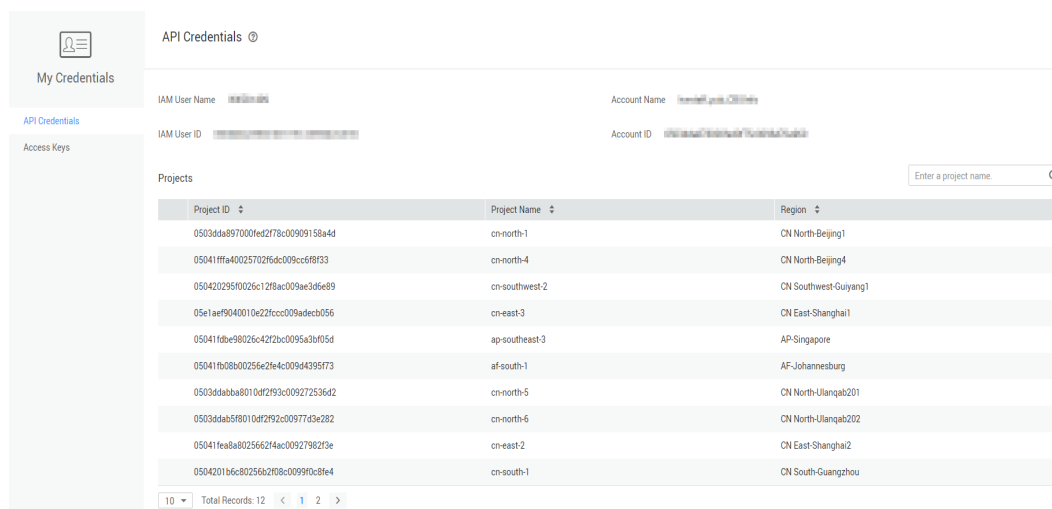 API Credentials
My Credentials
IAM User Name
Account Name
API Credentials
IAM User ID
Account ID
Access Keys
Projects
Enter a project name.
Project ID Project Name Region
0503dda897000fed2f78c00909158a4d cn-north-1 CN North-Beijing1
05041fffa40025702f6dc009cc6f8f33 cn-north-4 CN North-Beijing4
050420295f0026c12f8ac009ae3d6e89 cn-southwest-2 CN Southwest-Guiyang1
05e1aef9040010e22fccc009adecb056 cn-east-3 CN East-Shanghai1
05041fdbe98026c42f2bc0095a3bf05d ap-southeast-3 AP-Singapore
05041fb08b00256e2fe4c009d4395f73 af-south-1 AF-Johannesburg
0503ddabba8010df2f93c009272536d2 cn-north-5 CN North-Ulanqab201
0503ddab5f8010df2f92c00977d3e282 cn-north-6 CN North-Ulanqab202
05041fea8a8025662f4ac00927982f3e cn-east-2 CN East-Shanghai2
0504201b6c80256b2f08c0099f0c8fe4 cn-south-1 CN South-Guangzhou
10 Total Records: 12 < 1 2 >